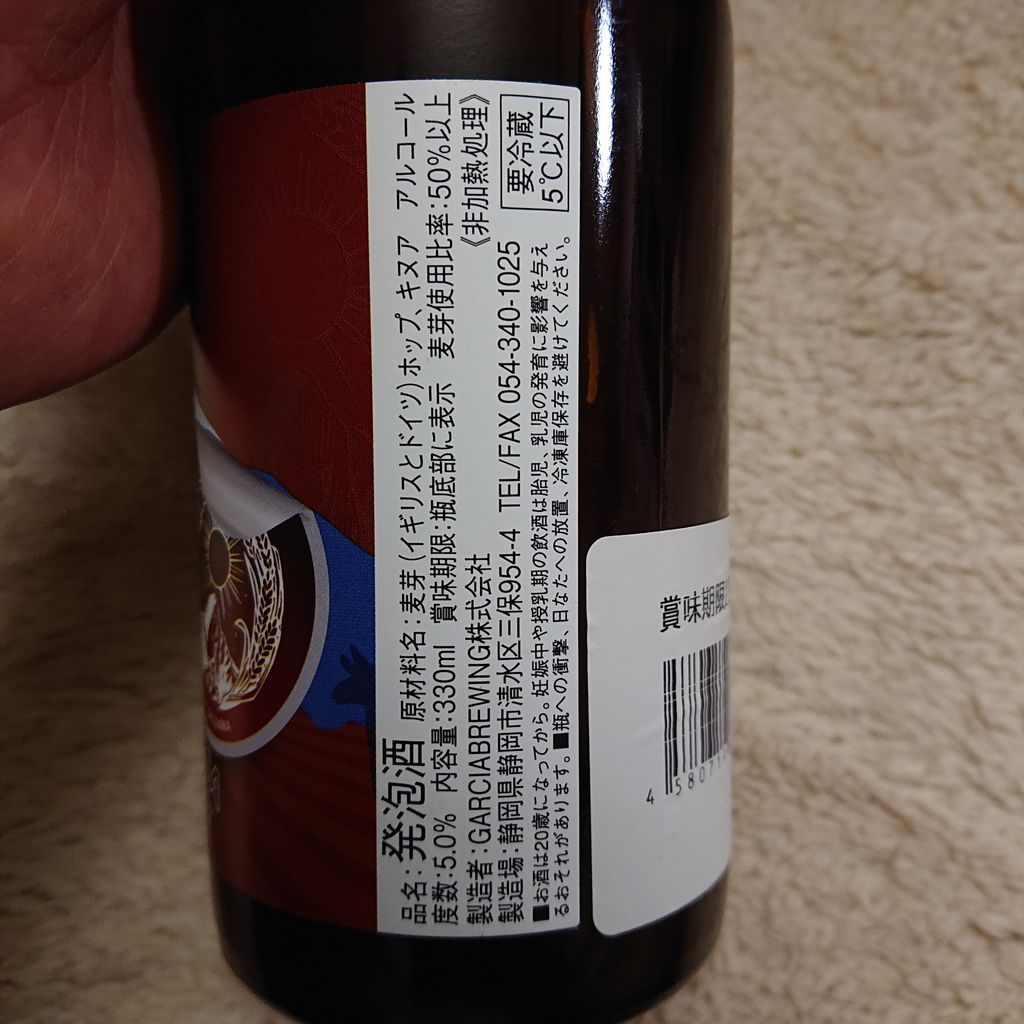 品名:発泡酒 原材料名:麦芽(イギリスとドイツ)ホップ、キヌア アルコール
度数:5.0% 内容量:330ml 賞味期限:瓶底部に表示 麦芽使用比率:50%以上
製造者:GARCIABREWING株式会社 《非加熱処理》
製造場:静岡県静岡市清水区三保954-4 TEL/FAX 054-340-1025
要冷蔵
5℃以下
■お酒は20歳になってから。妊娠中や授乳期の飲酒は胎児、乳児の発育に影響を与え
るおそれがあります。■瓶への衝撃、日なたへの放置、冷凍庫保存を避けてください。
賞味期限
4 58071